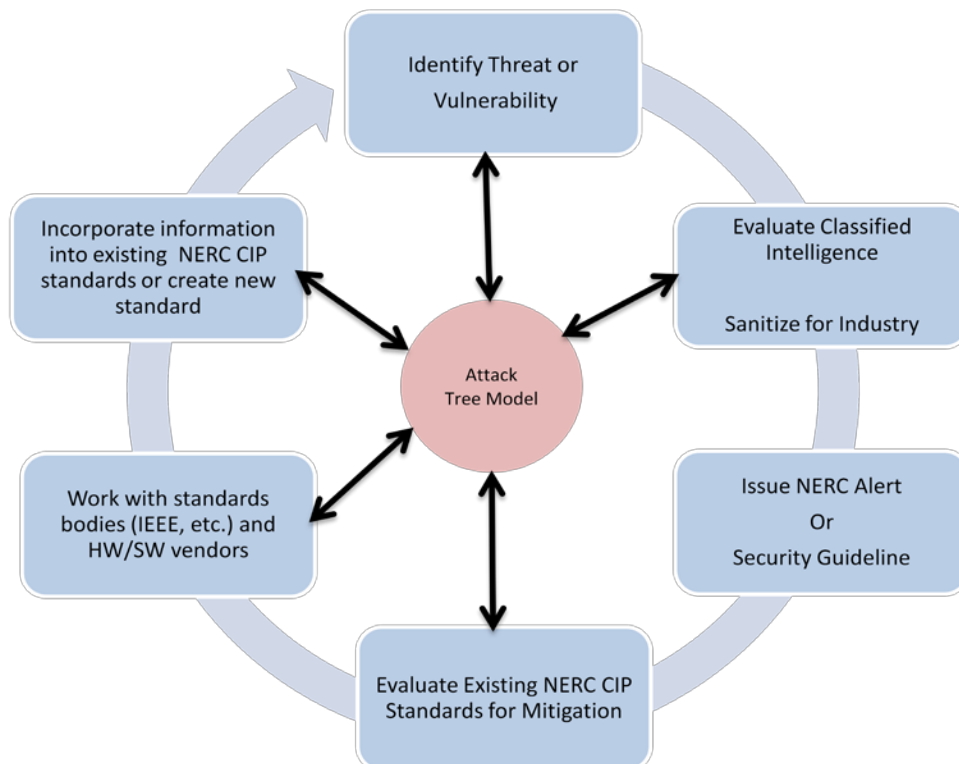 Identify Threat or
Vulnerability
Evaluate Classified
Intelligence
Sanitize for Industry
Issue NERC Alert
Or
Security Guideline
Evaluate Existing NERC CIP
Standards for Mitigation
Work with standards
bodies (IEEE, etc.) and
HW/SW vendors
Incorporate information
into existing NERC CIP
standards or create new
standard
Attack
Tree Model